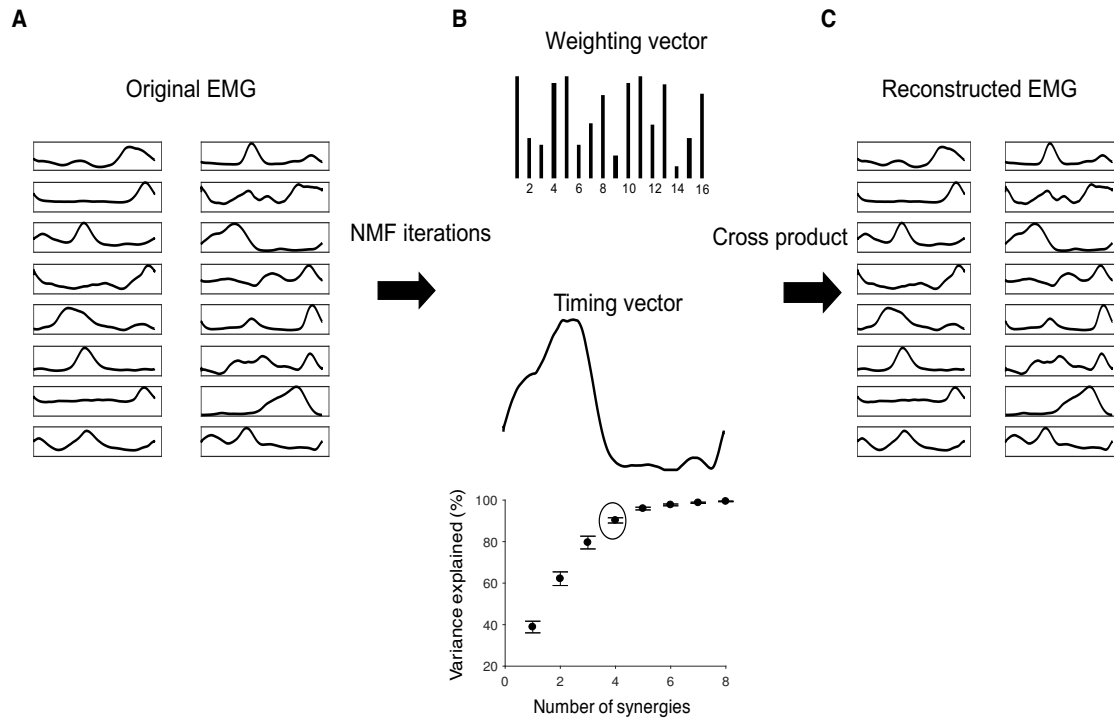 A
B
C
Original EMG
Weighting vector
Reconstructed EMG
2 4 6 8 10 12 14 16
NMF iterations
Cross product
Timing vector
Variance explained (%)
100
80
60
40
20
0 2 4 6 8
Number of synergies